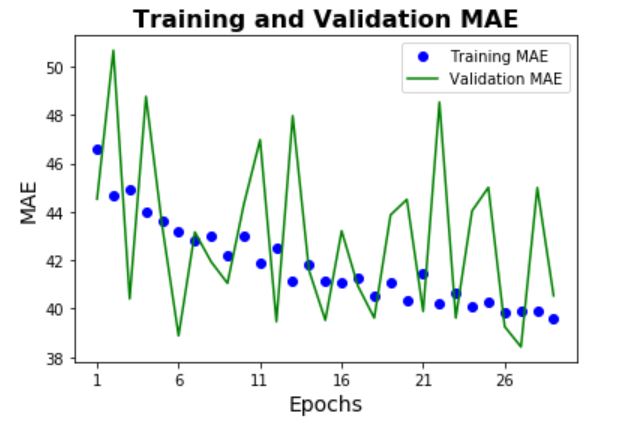 Training and Validation MAE
Training MAE
Validation MAE
50
48
46
44
42
40
38
MAE
1 6 11 16 21 26
Epochs